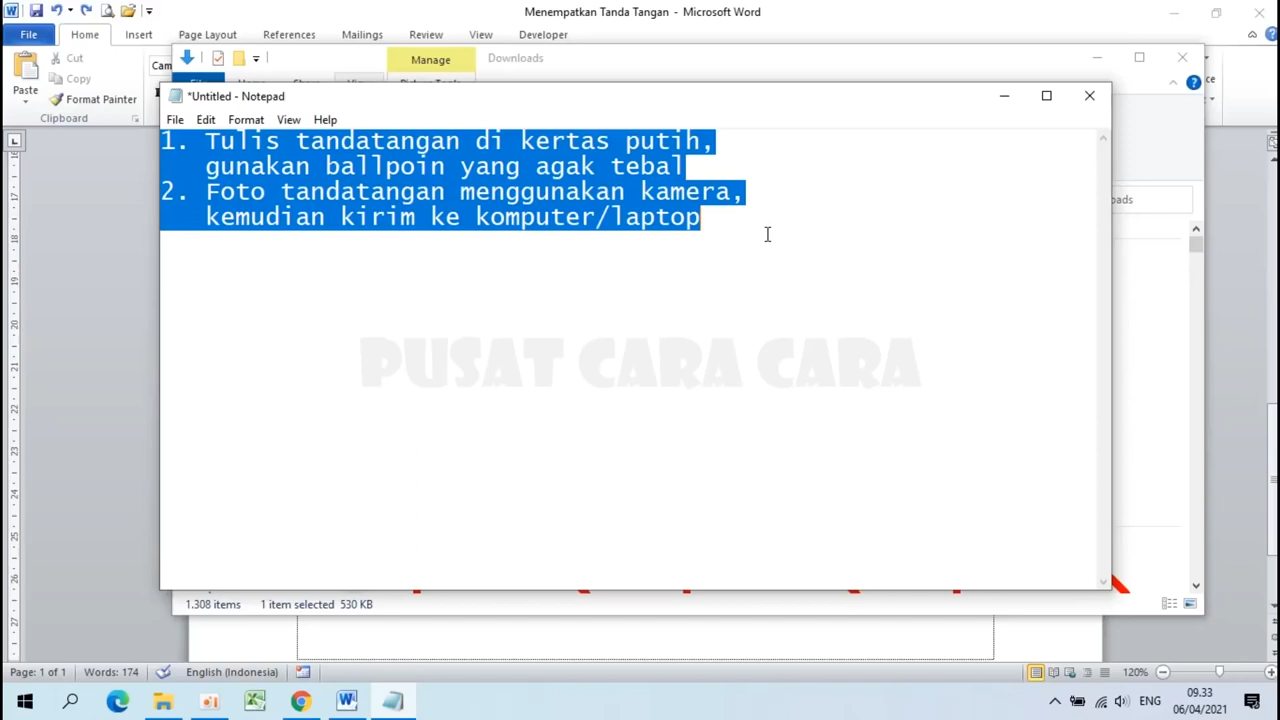 Menempatkan Tanda Tangan - Microsoft Word
File Home Insert Page Layout References Mailings Review View Developer
Cut
Copy
Format Painter
Paste
Clipboard
Cam
Manage
Downloads
*Untitled - Notepad
File Edit Format View Help
1. Tulis tandatangan di kertas putih,
gunakan ballpoin yang agak tebal
2. Foto tandatangan menggunakan kamera,
kemudian kirim ke komputer/laptop
PUSAT CARA CARA
1.308 items 1 item selected 530 KB
Page: 1 of 1 Words: 174 English (Indonesia) 120%
ENG
09.33
06/04/2021